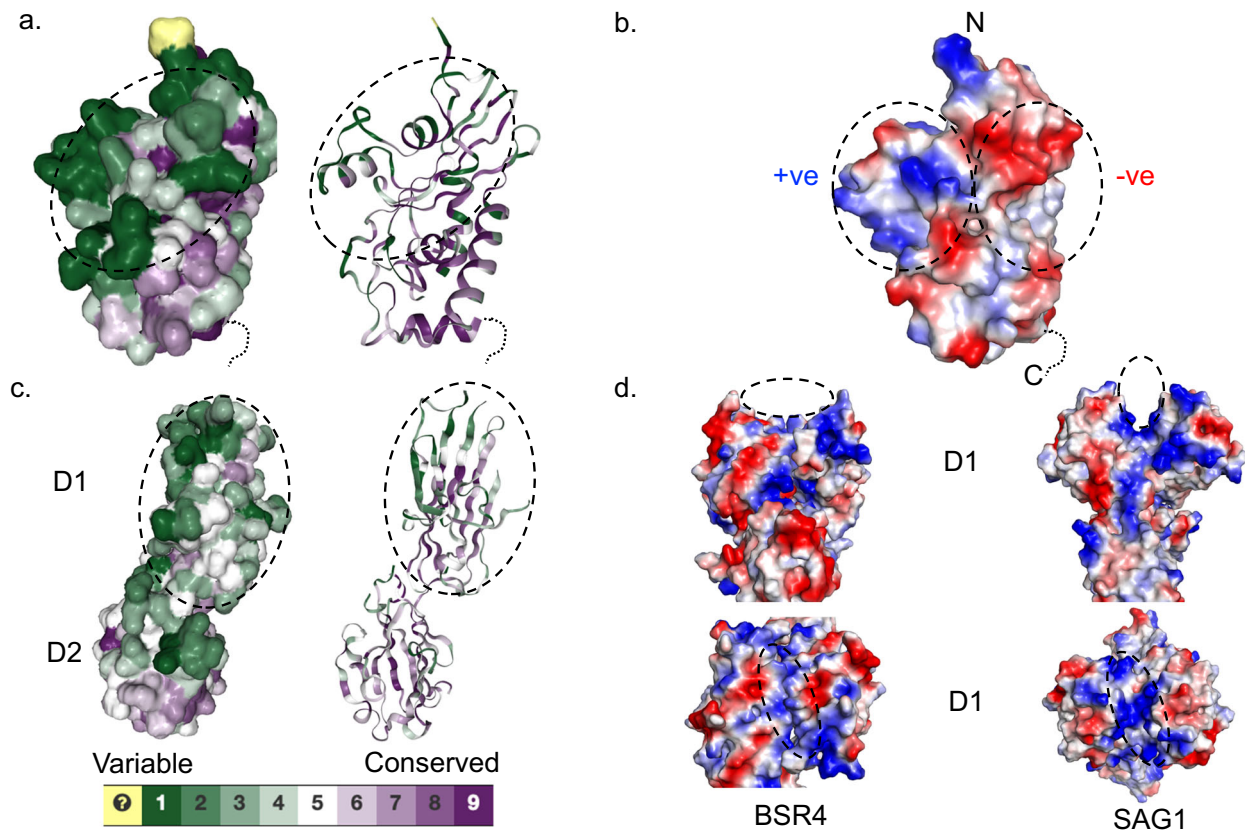 a.
b.
N
+ve
-ve
C
c.
d.
D1
D1
D2
D1
Variable
Conserved
? 1 2 3 4 5 6 7 8 9
BSR4
SAG1